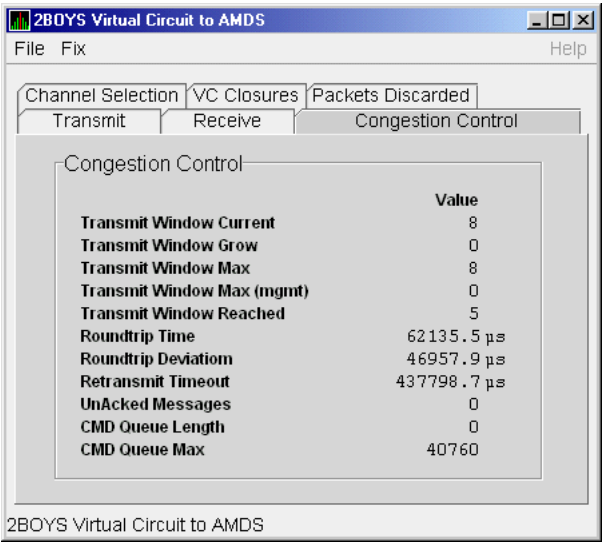 2BOYS Virtual Circuit to AMDS
File Fix Help
Channel Selection VC Closures Packets Discarded
Transmit Receive Congestion Control
Congestion Control
Value
Transmit Window Current 8
Transmit Window Grow 0
Transmit Window Max 8
Transmit Window Max (mgmt) 0
Transmit Window Reached 5
Roundtrip Time 62135.5 µs
Roundtrip Deviatiom 46957.9 µs
Retransmit Timeout 437798.7 µs
UnAcked Messages 0
CMD Queue Length 0
CMD Queue Max 40760
2BOYS Virtual Circuit to AMDS